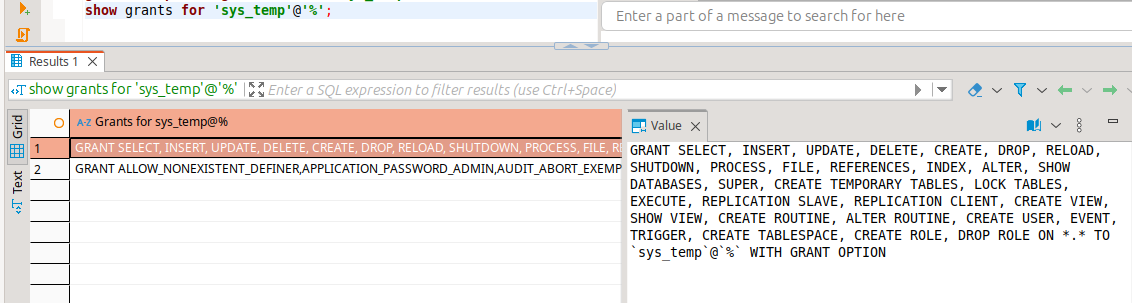 show grants for 'sys_temp'@'%';
Enter a part of a message to search for here
Results 1
show grants for 'sys_temp'@'%'
Enter a SQL expression to filter results (use Ctrl+Space)
Grid
Text
A-Z Grants for sys_temp@%
1 GRANT SELECT, INSERT, UPDATE, DELETE, CREATE, DROP, RELOAD, SHUTDOWN, PROCESS, FILE, RE
2 GRANT ALLOW_NONEXISTENT_DEFINER,APPLICATION_PASSWORD_ADMIN,AUDIT_ABORT_EXEMP
Value
GRANT SELECT, INSERT, UPDATE, DELETE, CREATE, DROP, RELOAD,
SHUTDOWN, PROCESS, FILE, REFERENCES, INDEX, ALTER, SHOW
DATABASES, SUPER, CREATE TEMPORARY TABLES, LOCK TABLES,
EXECUTE, REPLICATION SLAVE, REPLICATION CLIENT, CREATE VIEW,
SHOW VIEW, CREATE ROUTINE, ALTER ROUTINE, CREATE USER, EVENT,
TRIGGER, CREATE TABLESPACE, CREATE ROLE, DROP ROLE ON *.* TO
`sys_temp`@`%` WITH GRANT OPTION